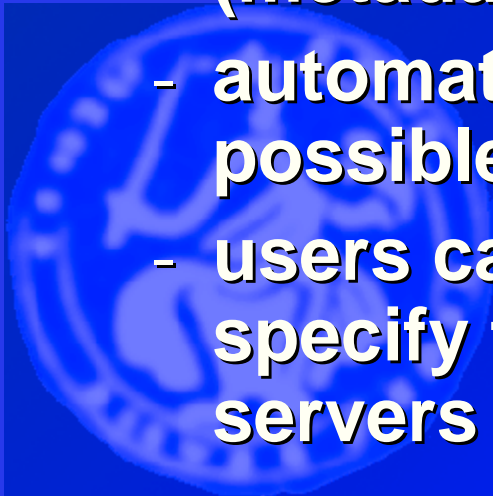 - automat
possible
- users ca
specify
servers